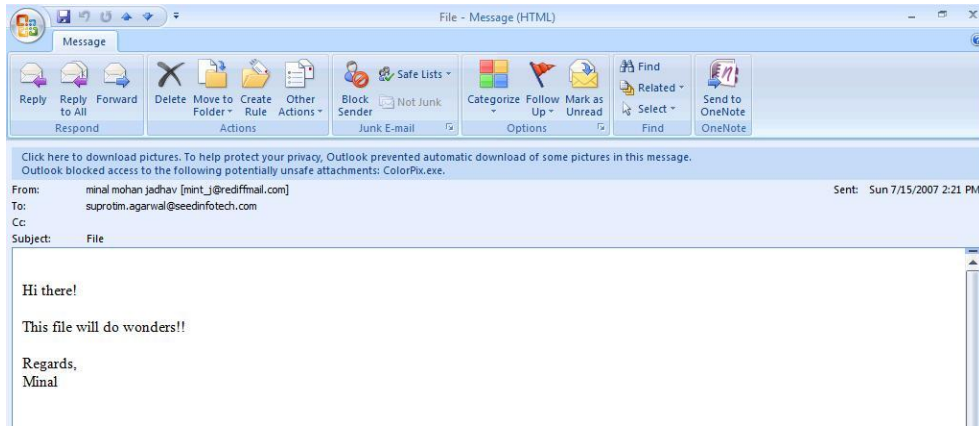 File - Message (HTML)
Message
Reply Reply to All Forward
Respond
Delete Move to Folder Create Rule Other Actions
Actions
Block Sender Safe Lists Not Junk
Junk E-mail
Categorize Follow Up Mark as Unread
Options
Find Related Select
Find
Send to OneNote
OneNote
Click here to download pictures. To help protect your privacy, Outlook prevented automatic download of some pictures in this message.
Outlook blocked access to the following potentially unsafe attachments: ColorPix.exe.
From: minal mohan jadhav [mint_j@rediffmail.com] Sent: Sun 7/15/2007 2:21 PM
To: suprotim.agarwal@seedinfotech.com
Cc:
Subject: File
Hi there!
This file will do wonders!!
Regards,
Minal